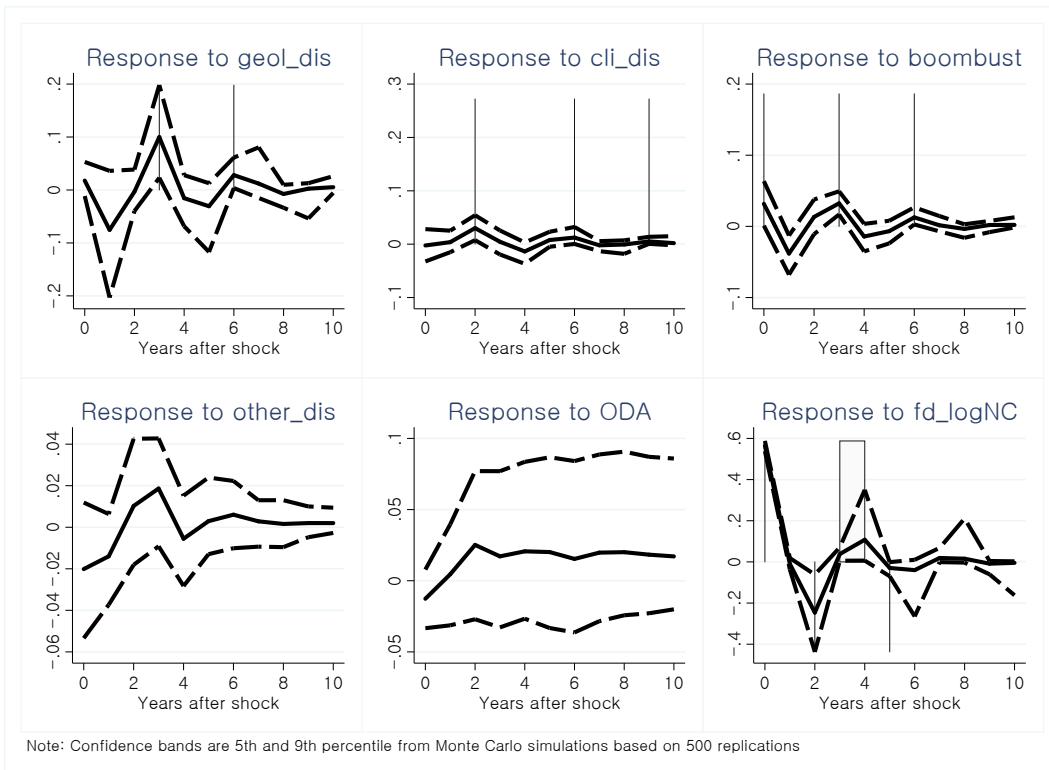 Response to geol_dis
.2
.1
0
-.1
-.2
0 2 4 6 8 10
Years after shock
Response to cli_dis
.3
.2
.1
0
-.1
0 2 4 6 8 10
Years after shock
Response to boombust
.2
.1
0
-.1
0 2 4 6 8 10
Years after shock
Response to other_dis
.04
.02
0
-.02
-.04
-.06
0 2 4 6 8 10
Years after shock
Response to ODA
.1
.05
0
-.05
0 2 4 6 8 10
Years after shock
Response to fd_logNC
.6
.4
.2
0
-.2
-.4
0 2 4 6 8 10
Years after shock
Note: Confidence bands are 5th and 9th percentile from Monte Carlo simulations based on 500 replications